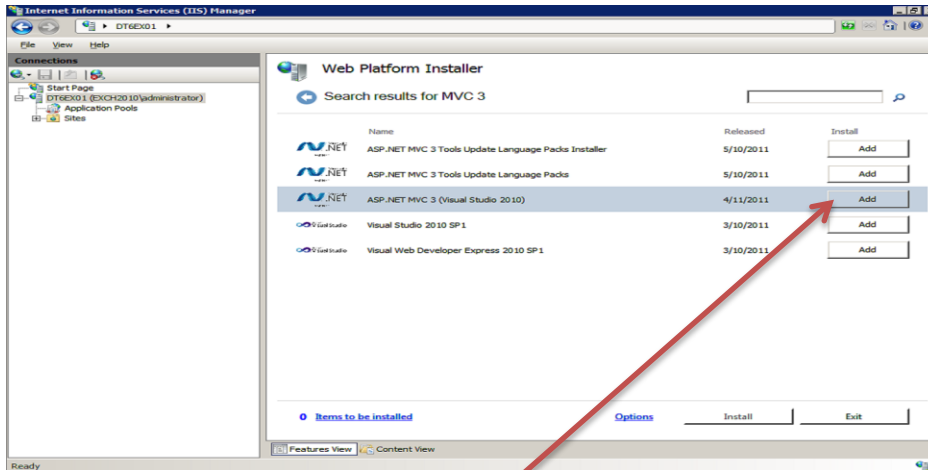 Internet Information Services (IIS) Manager
DT6EX01
File View Help
Connections
Start Page
DT6EX01 (EXCH2010\administrator)
Application Pools
Sites
Web Platform Installer
Search results for MVC 3
Name Released Install
.NET ASP.NET MVC 3 Tools Update Language Packs Installer 5/10/2011 Add
.NET ASP.NET MVC 3 Tools Update Language Packs 5/10/2011 Add
.NET ASP.NET MVC 3 (Visual Studio 2010) 4/11/2011 Add
Visual Studio 2010 SP1 3/10/2011 Add
Visual Web Developer Express 2010 SP1 3/10/2011 Add
0 Items to be installed Options Install Exit
Features View Content View
Ready